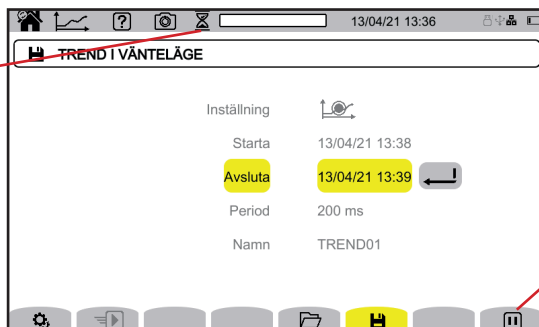 13/04/21 13:36
TREND I VÄNTELÄGE
Inställning
Starta 13/04/21 13:38
Avsluta 13/04/21 13:39
Period 200 ms
Namn TREND01